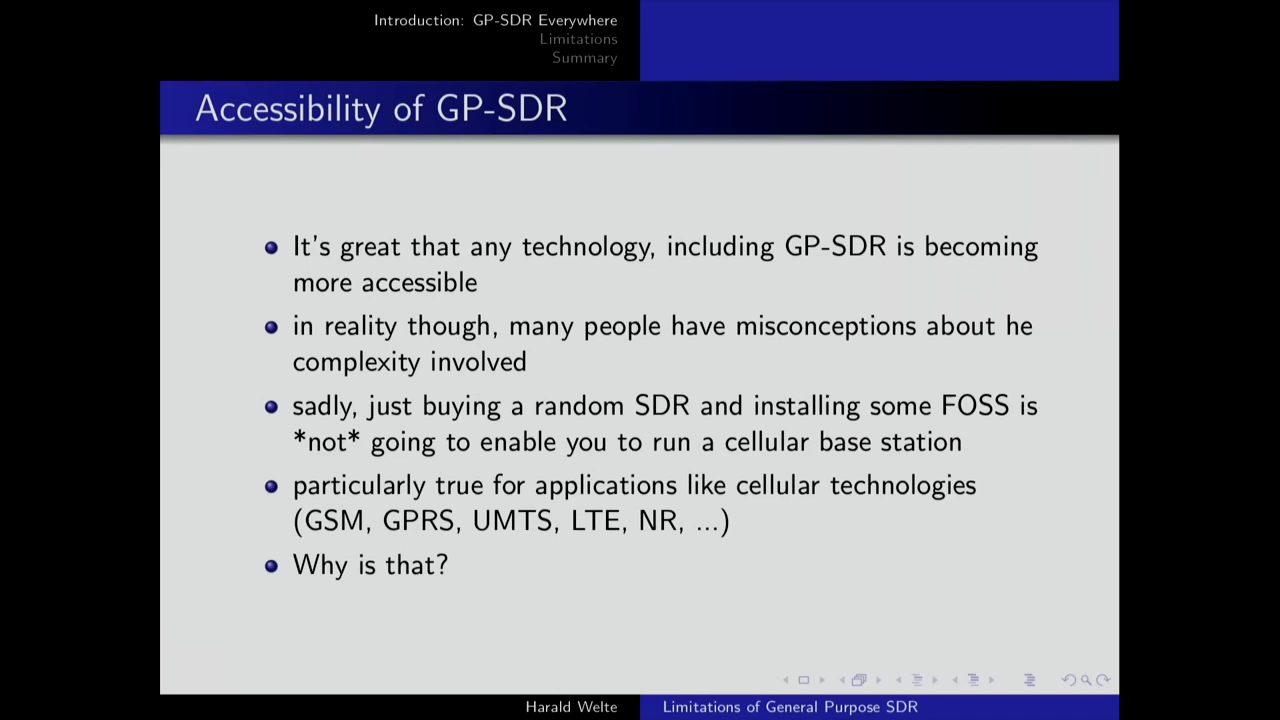 Introduction: GP-SDR Everywhere
Limitations
Summary
Accessibility of GP-SDR
It's great that any technology, including GP-SDR is becoming
more accessible
in reality though, many people have misconceptions about he
complexity involved
sadly, just buying a random SDR and installing some FOSS is
*not* going to enable you to run a cellular base station
particularly true for applications like cellular technologies
(GSM, GPRS, UMTS, LTE, NR, ...)
Why is that?
Harald Welte
Limitations of General Purpose SDR